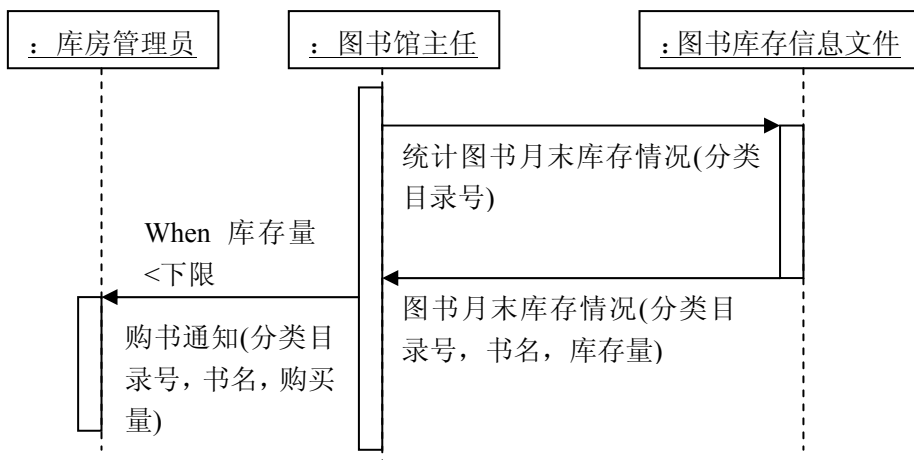 ：库房管理员
：图书馆主任
：图书库存信息文件
统计图书月末库存情况(分类
目录号)
When 库存量
<下限
图书月末库存情况(分类目
录号，书名，库存量)
购书通知(分类目
录号，书名，购买
量)